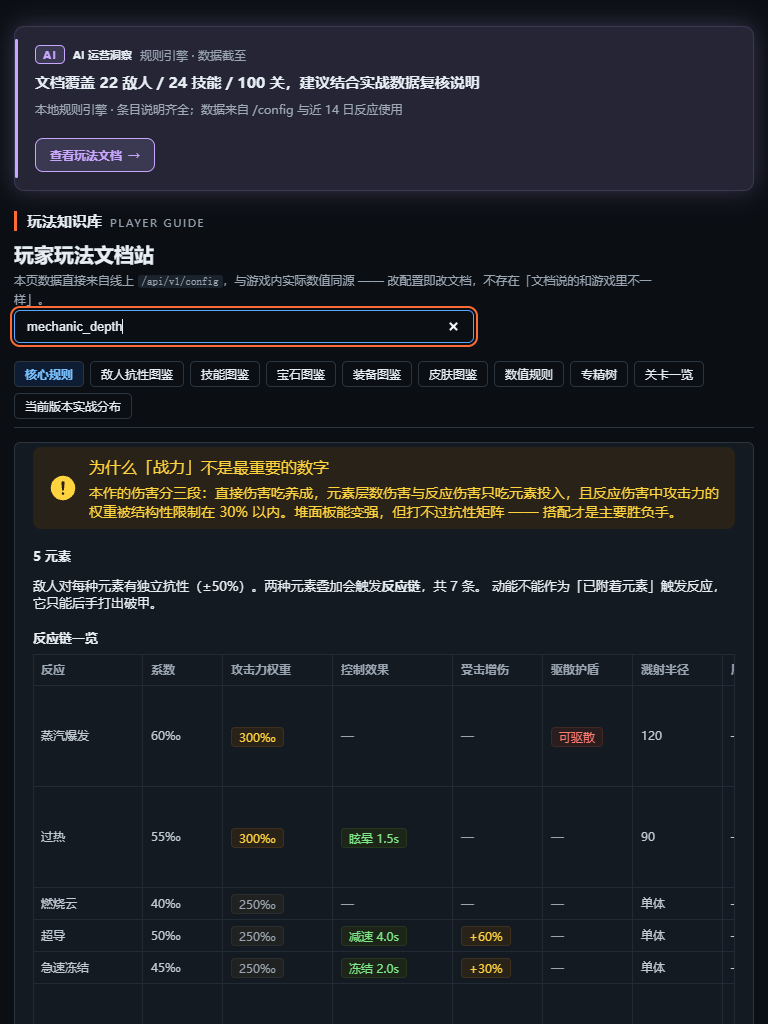 AI AI 运营洞察 规则引擎 · 数据截至
文档覆盖 22 敌人 / 24 技能 / 100 关，建议结合实战数据复核说明
本地规则引擎 · 条目说明齐全；数据来自 /config 与近 14 日反应使用
查看玩法文档 →
玩法知识库 PLAYER GUIDE
玩家玩法文档站
本页数据直接来自线上 /api/v1/config，与游戏内实际数值同源 —— 改配置即改文档，不存在「文档说的和游戏里不一
样」。
mechanic_depth ×
核心规则 敌人抗性图鉴 技能图鉴 宝石图鉴 装备图鉴 皮肤图鉴 数值规则 专精树 关卡一览
当前版本实战分布
为什么「战力」不是最重要的数字
本作的伤害分三段：直接伤害吃养成，元素层数伤害与反应伤害只吃元素投入，且反应伤害中攻击力的
权重被结构性限制在 30% 以内。堆面板能变强，但打不过抗性矩阵 —— 搭配才是主要胜负手。
5 元素
敌人对每种元素有独立抗性（±50%）。两种元素叠加会触发反应链，共 7 条。 动能不能作为「已附着元素」触发反应，
它只能后手打出破甲。
反应链一览
反应 系数 攻击力权重 控制效果 受击增伤 驱散护盾 溅射半径
蒸汽爆发 60‰ 300‰ — — 可驱散 120
过热 55‰ 300‰ 眩晕 1.5s — — 90
燃烧云 40‰ 250‰ — — — 单体
超导 50‰ 250‰ 减速 4.0s +60% — 单体
急速冻结 45‰ 250‰ 冻结 2.0s +30% — 单体